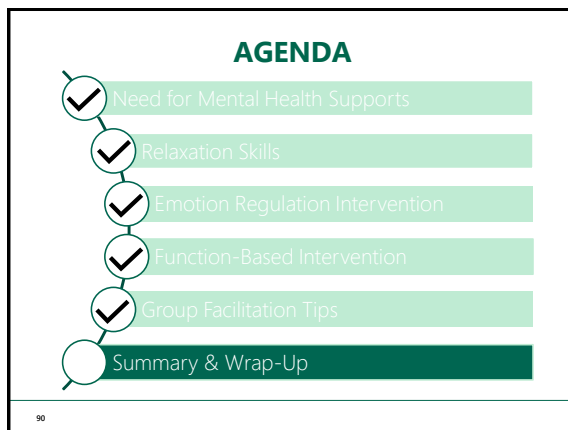 AGENDA
Need for Mental Health Supports
Relaxation Skills
Emotion Regulation Intervention
Function-Based Intervention
Group Facilitation Tips
Summary & Wrap-Up
90